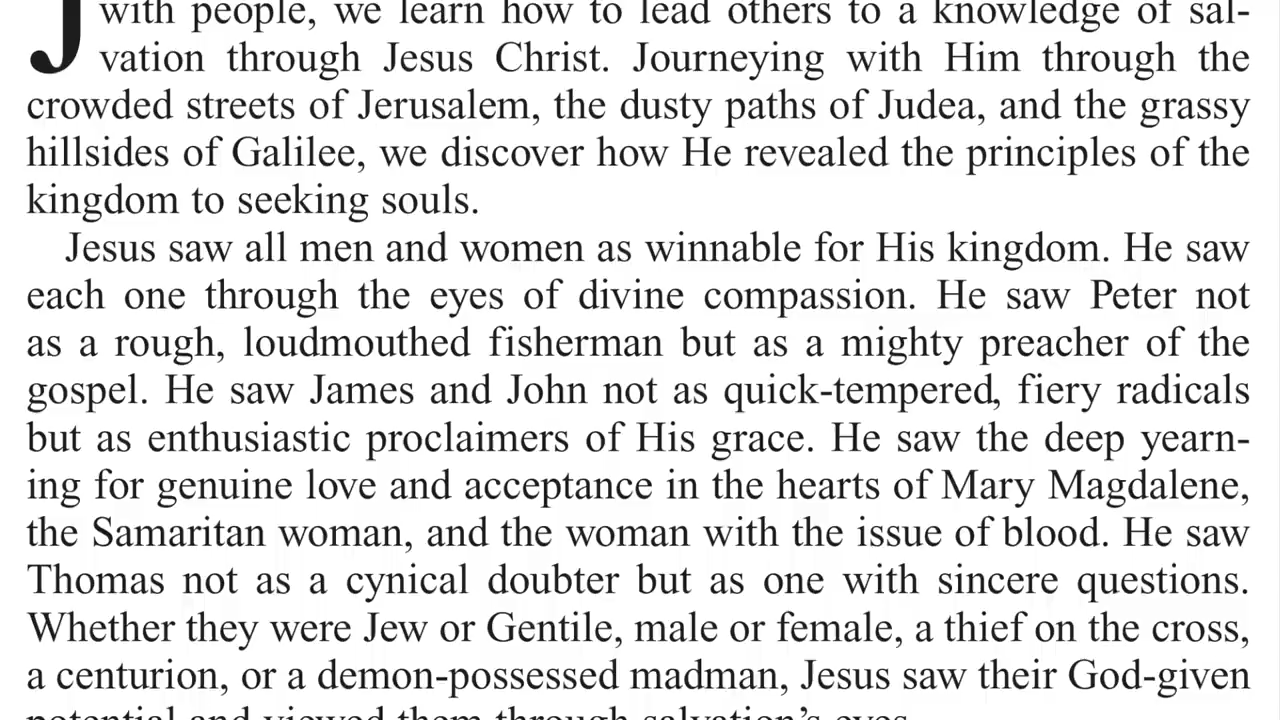 J with people, we learn how to lead others to a knowledge of sal-
vation through Jesus Christ. Journeying with Him through the
crowded streets of Jerusalem, the dusty paths of Judea, and the grassy
hillsides of Galilee, we discover how He revealed the principles of the
kingdom to seeking souls.
Jesus saw all men and women as winnable for His kingdom. He saw
each one through the eyes of divine compassion. He saw Peter not
as a rough, loudmouthed fisherman but as a mighty preacher of the
gospel. He saw James and John not as quick-tempered, fiery radicals
but as enthusiastic proclaimers of His grace. He saw the deep yearn-
ing for genuine love and acceptance in the hearts of Mary Magdalene,
the Samaritan woman, and the woman with the issue of blood. He saw
Thomas not as a cynical doubter but as one with sincere questions.
Whether they were Jew or Gentile, male or female, a thief on the cross,
a centurion, or a demon-possessed madman, Jesus saw their God-given
potential and viewed them through salvation’s eyes.